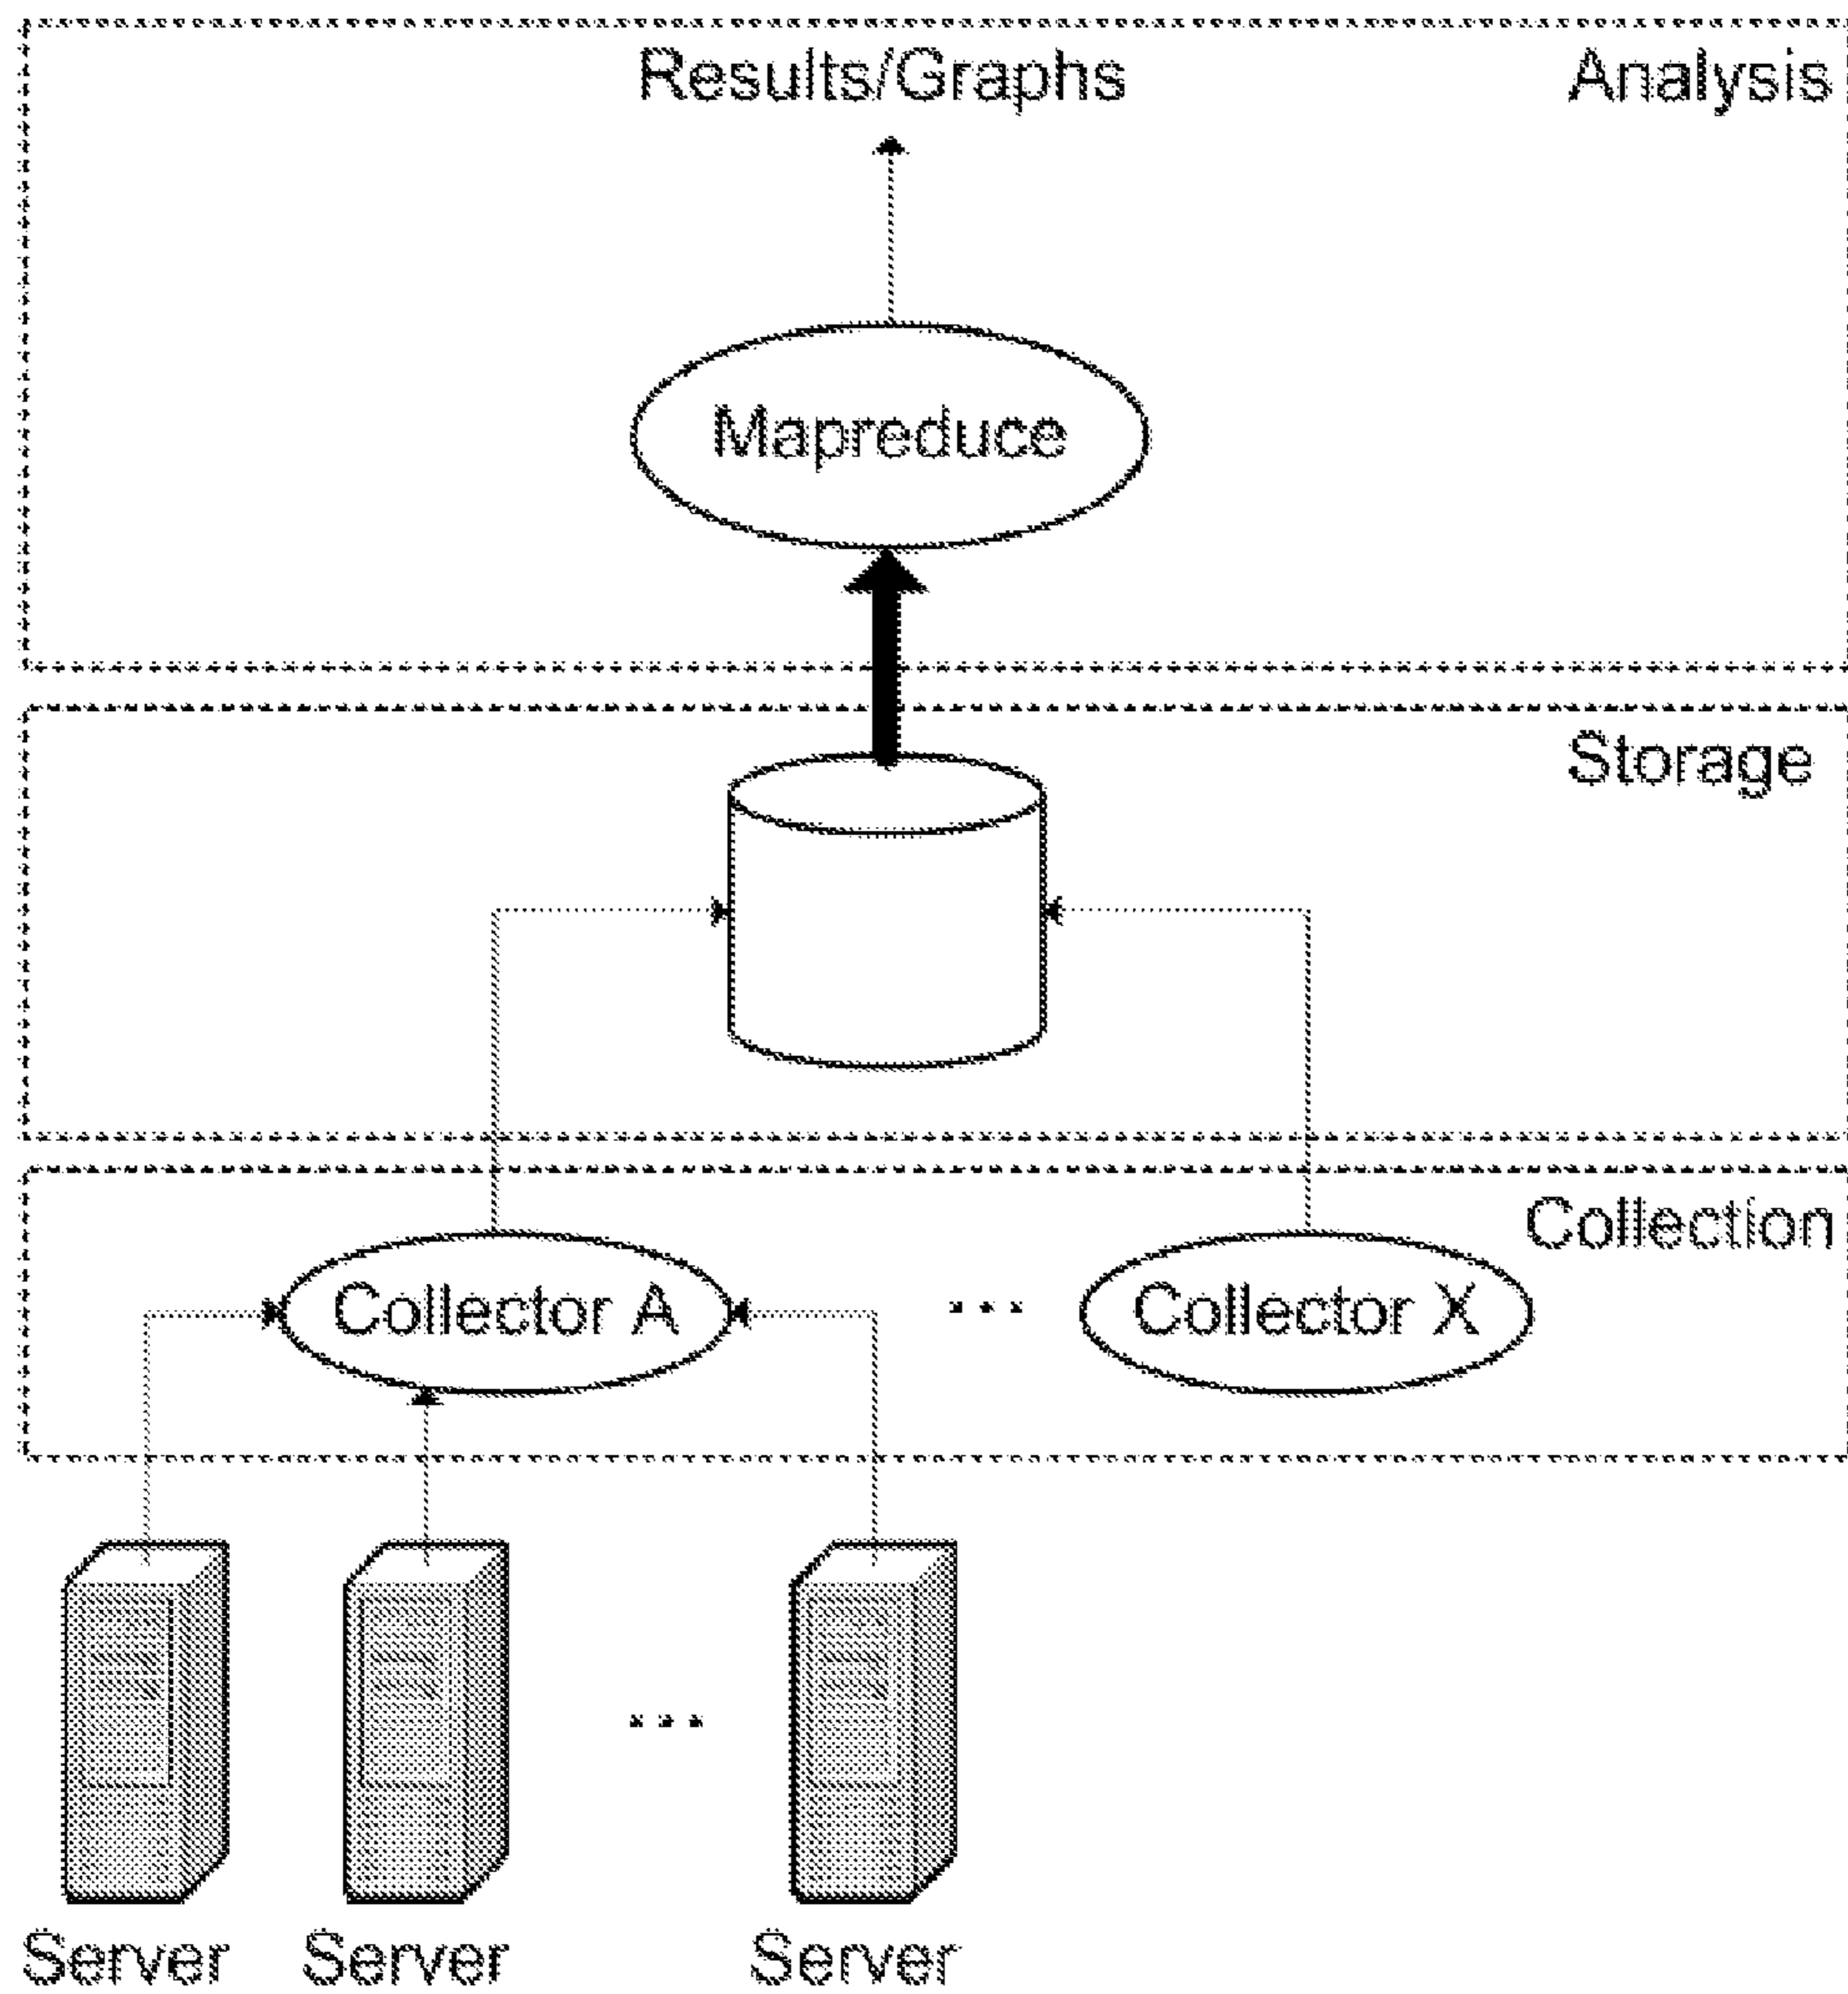 Results/Graphs
Analysis
Mapreduce
Storage
Collection
Collector A
...
Collector X
...
Server
Server
Server